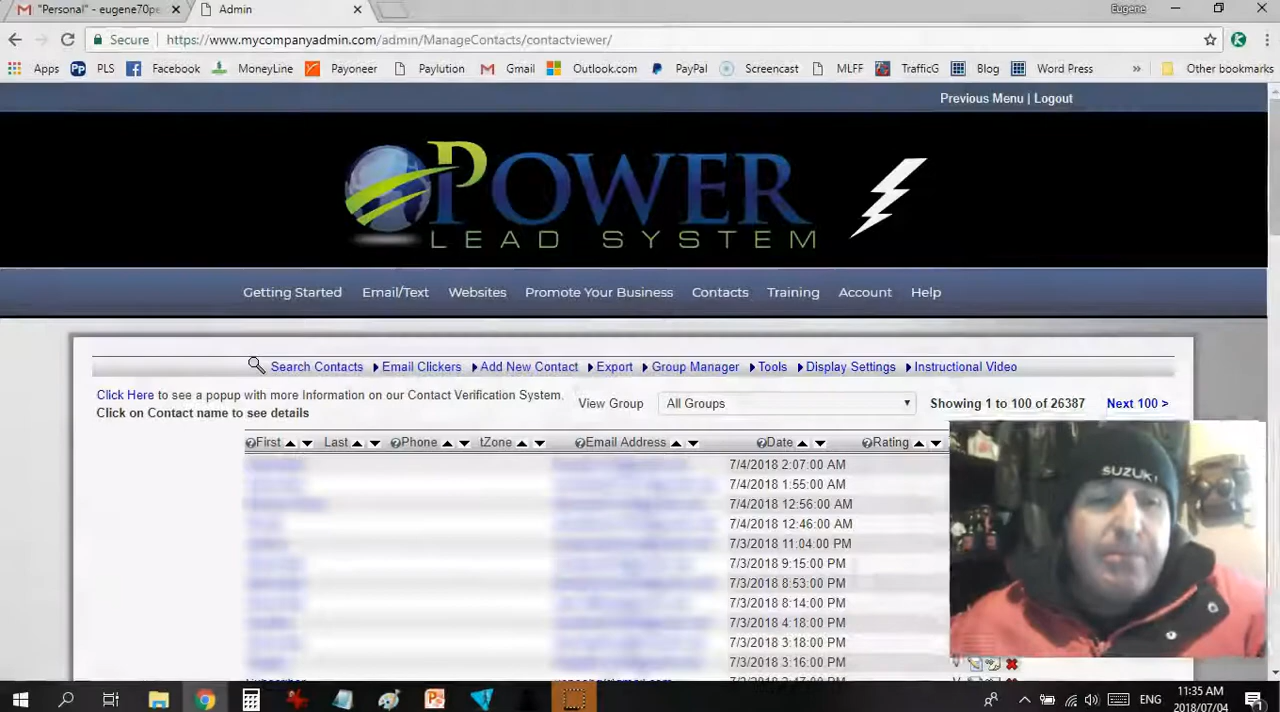 "Personal" - eugene70pe
Admin
Eugene
Secure
https://www.mycompanyadmin.com/admin/ManageContacts/contactviewer/
Apps PLS Facebook MoneyLine Payoneer Paylution Gmail Outlook.com PayPal Screencast MLFF TrafficG Blog Word Press » Other bookmarks
Previous Menu | Logout
POWER
LEAD SYSTEM
Getting Started Email/Text Websites Promote Your Business Contacts Training Account Help
Search Contacts Email Clickers Add New Contact Export Group Manager Tools Display Settings Instructional Video
Click Here to see a popup with more Information on our Contact Verification System.
Click on Contact name to see details
View Group All Groups Showing 1 to 100 of 26387 Next 100 >
First Last Phone tZone Email Address Date Rating
7/4/2018 2:07:00 AM
7/4/2018 1:55:00 AM
7/4/2018 12:56:00 AM
7/4/2018 12:46:00 AM
7/3/2018 11:04:00 PM
7/3/2018 9:15:00 PM
7/3/2018 8:53:00 PM
7/3/2018 8:14:00 PM
7/3/2018 4:18:00 PM
7/3/2018 3:18:00 PM
7/3/2018 3:16:00 PM
SUZUKI
ENG
11:35 AM
2018/07/04